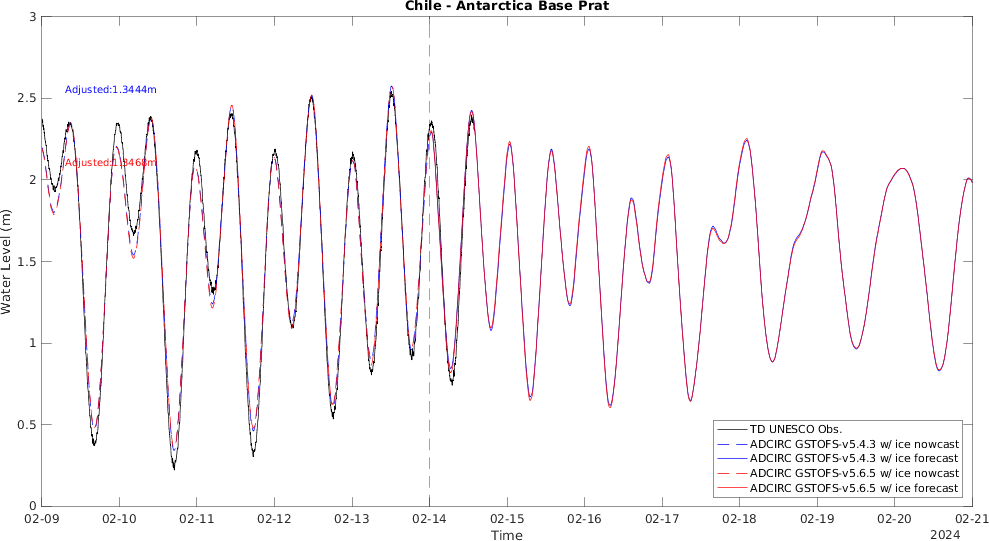 Chile - Antarctica Base Prat
Water Level (m)
3
2.5
2
1.5
1
0.5
0
Adjusted:1.3444m
Adjusted:1.3468m
TD UNESCO Obs.
ADCIRC GSTOFS-v5.4.3 w/ ice nowcast
ADCIRC GSTOFS-v5.4.3 w/ ice forecast
ADCIRC GSTOFS-v5.6.5 w/ ice nowcast
ADCIRC GSTOFS-v5.6.5 w/ ice forecast
02-09 02-10 02-11 02-12 02-13 02-14 02-15 02-16 02-17 02-18 02-19 02-20 02-21
Time
2024